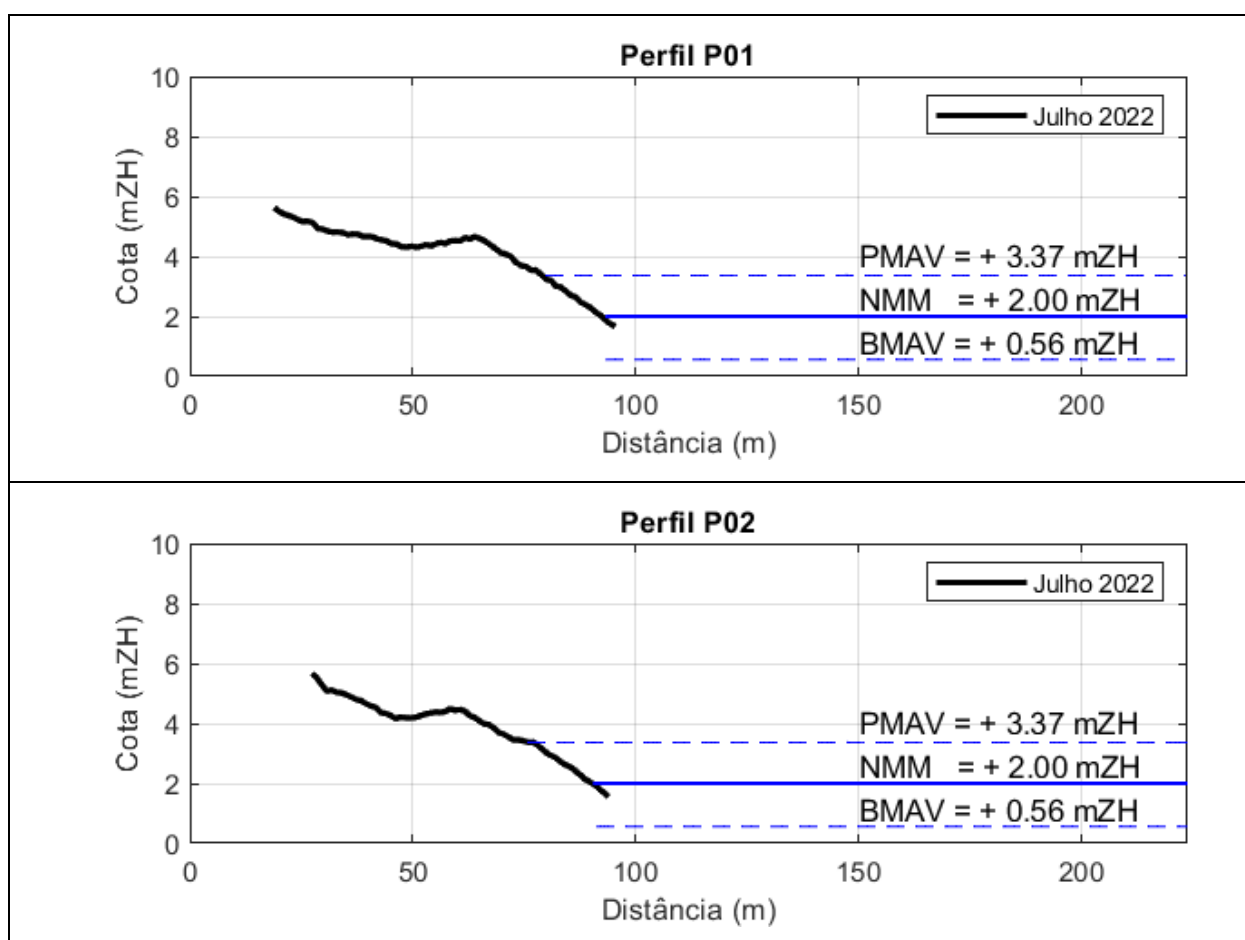 Perfil P01
10
8
6
4
2
0
Cota (mZH)
Julho 2022
PMAV = + 3.37 mZH
NMM = + 2.00 mZH
BMAV = + 0.56 mZH
0 50 100 150 200
Distância (m)
Perfil P02
10
8
6
4
2
0
Cota (mZH)
Julho 2022
PMAV = + 3.37 mZH
NMM = + 2.00 mZH
BMAV = + 0.56 mZH
0 50 100 150 200
Distância (m)